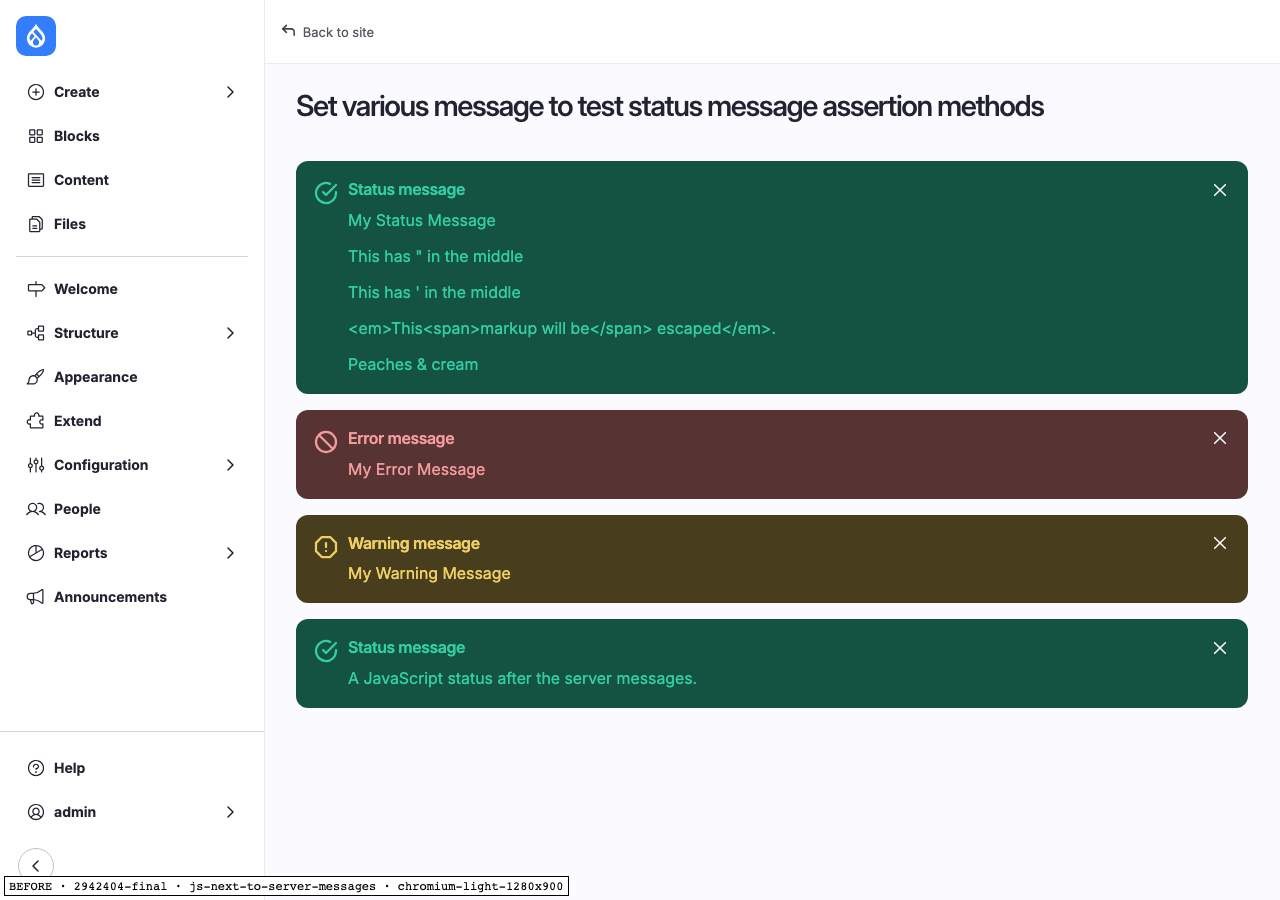 Back to site
Create
Blocks
Content
Files
Welcome
Structure
Appearance
Extend
Configuration
People
Reports
Announcements
Help
admin
Set various message to test status message assertion methods
Status message
My Status Message
This has " in the middle
This has ' in the middle
<em>This<span>markup will be</span> escaped</em>.
Peaches & cream
Error message
My Error Message
Warning message
My Warning Message
Status message
A JavaScript status after the server messages.
BEFORE · 2942404-final · js-next-to-server-messages · chromium-light-1280x900